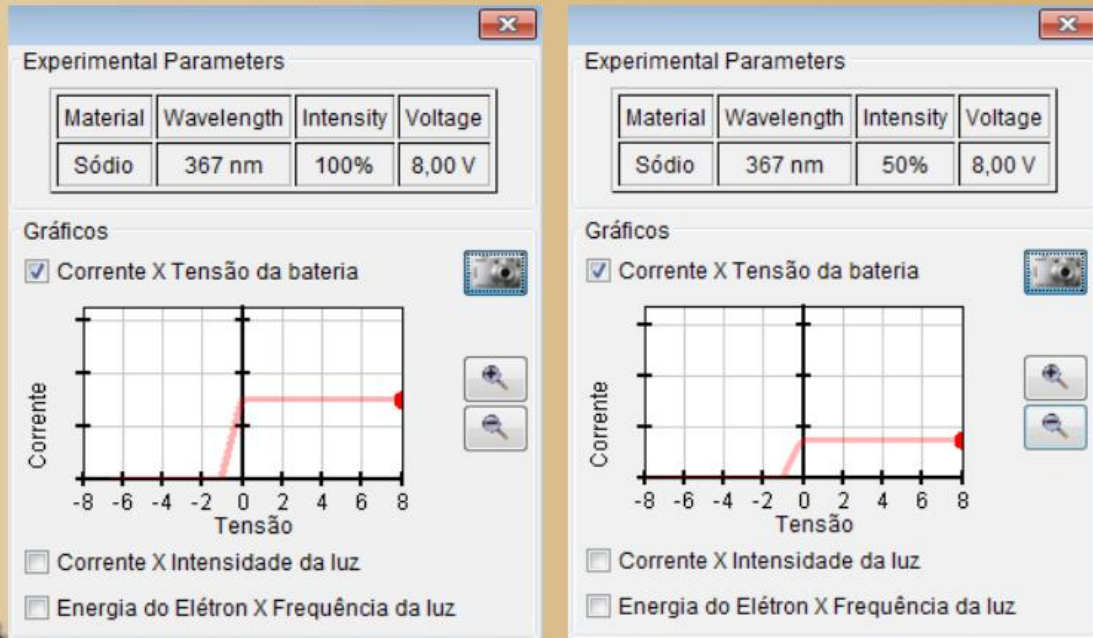 Experimental Parameters
Material Wavelength Intensity Voltage
Sódio 367 nm 100% 8,00 V
Gráficos
Corrente X Tensão da bateria
Corrente
-8 -6 -4 -2 0 2 4 6 8
Tensão
Corrente X Intensidade da luz
Energia do Elétron X Frequência da luz
Experimental Parameters
Material Wavelength Intensity Voltage
Sódio 367 nm 50% 8,00 V
Gráficos
Corrente X Tensão da bateria
Corrente
-8 -6 -4 -2 0 2 4 6 8
Tensão
Corrente X Intensidade da luz
Energia do Elétron X Frequência da luz